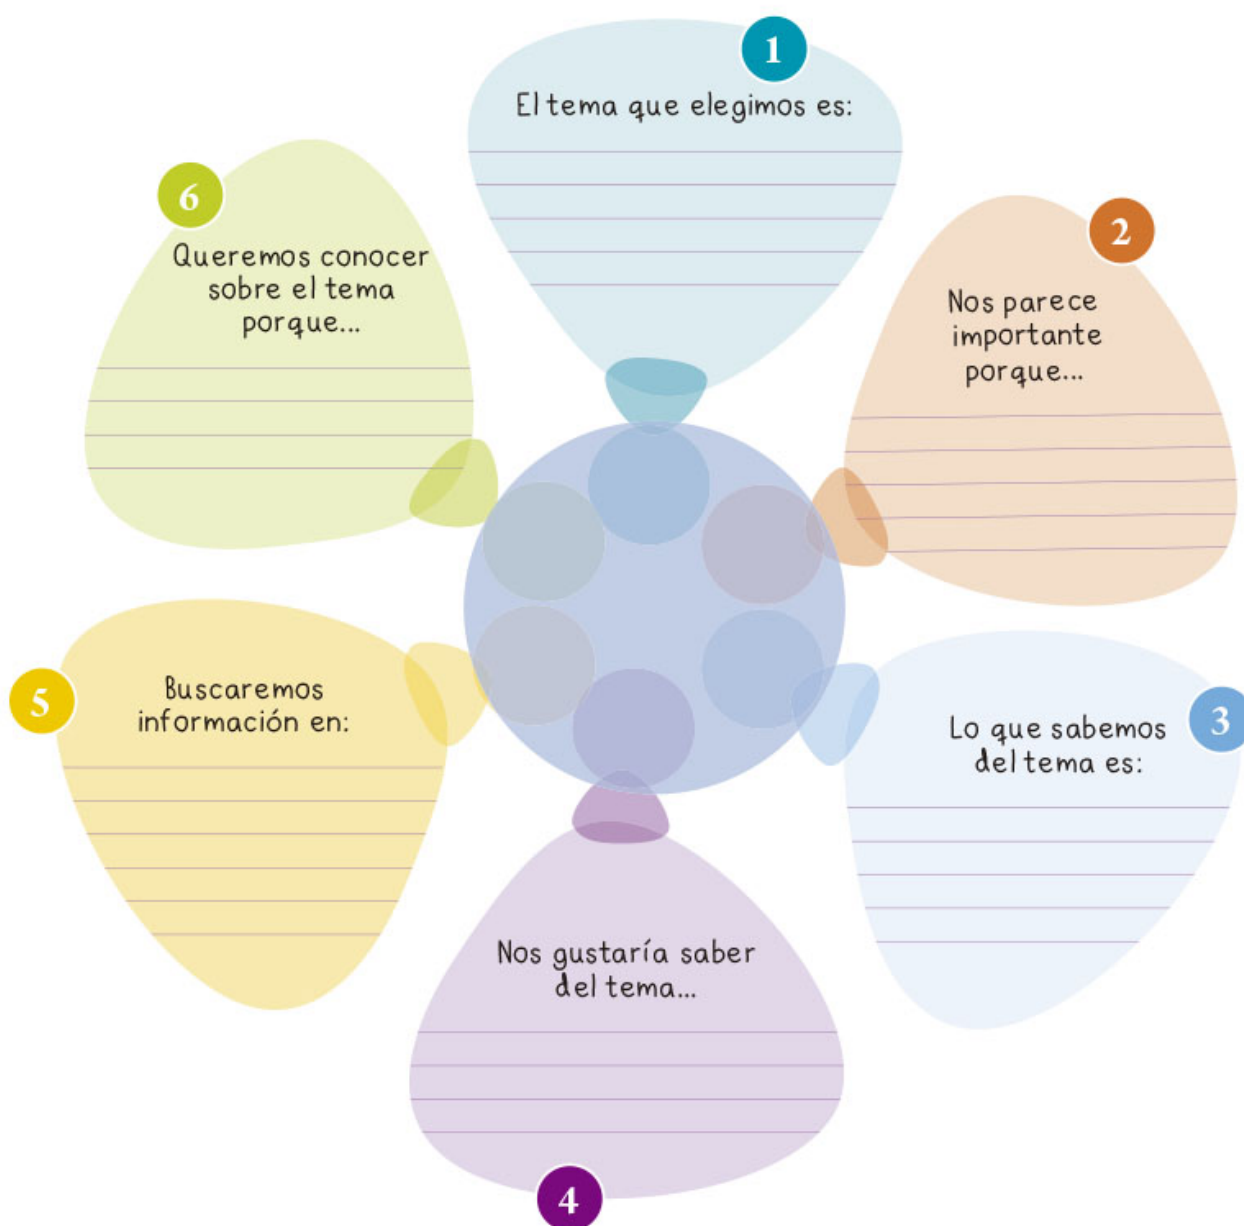 1
El tema que elegimos es:
2
Nos parece
importante
porque...
3
Lo que sabemos
del tema es:
4
Nos gustaría saber
del tema...
5
Buscaremos
información en:
6
Queremos conocer
sobre el tema
porque...